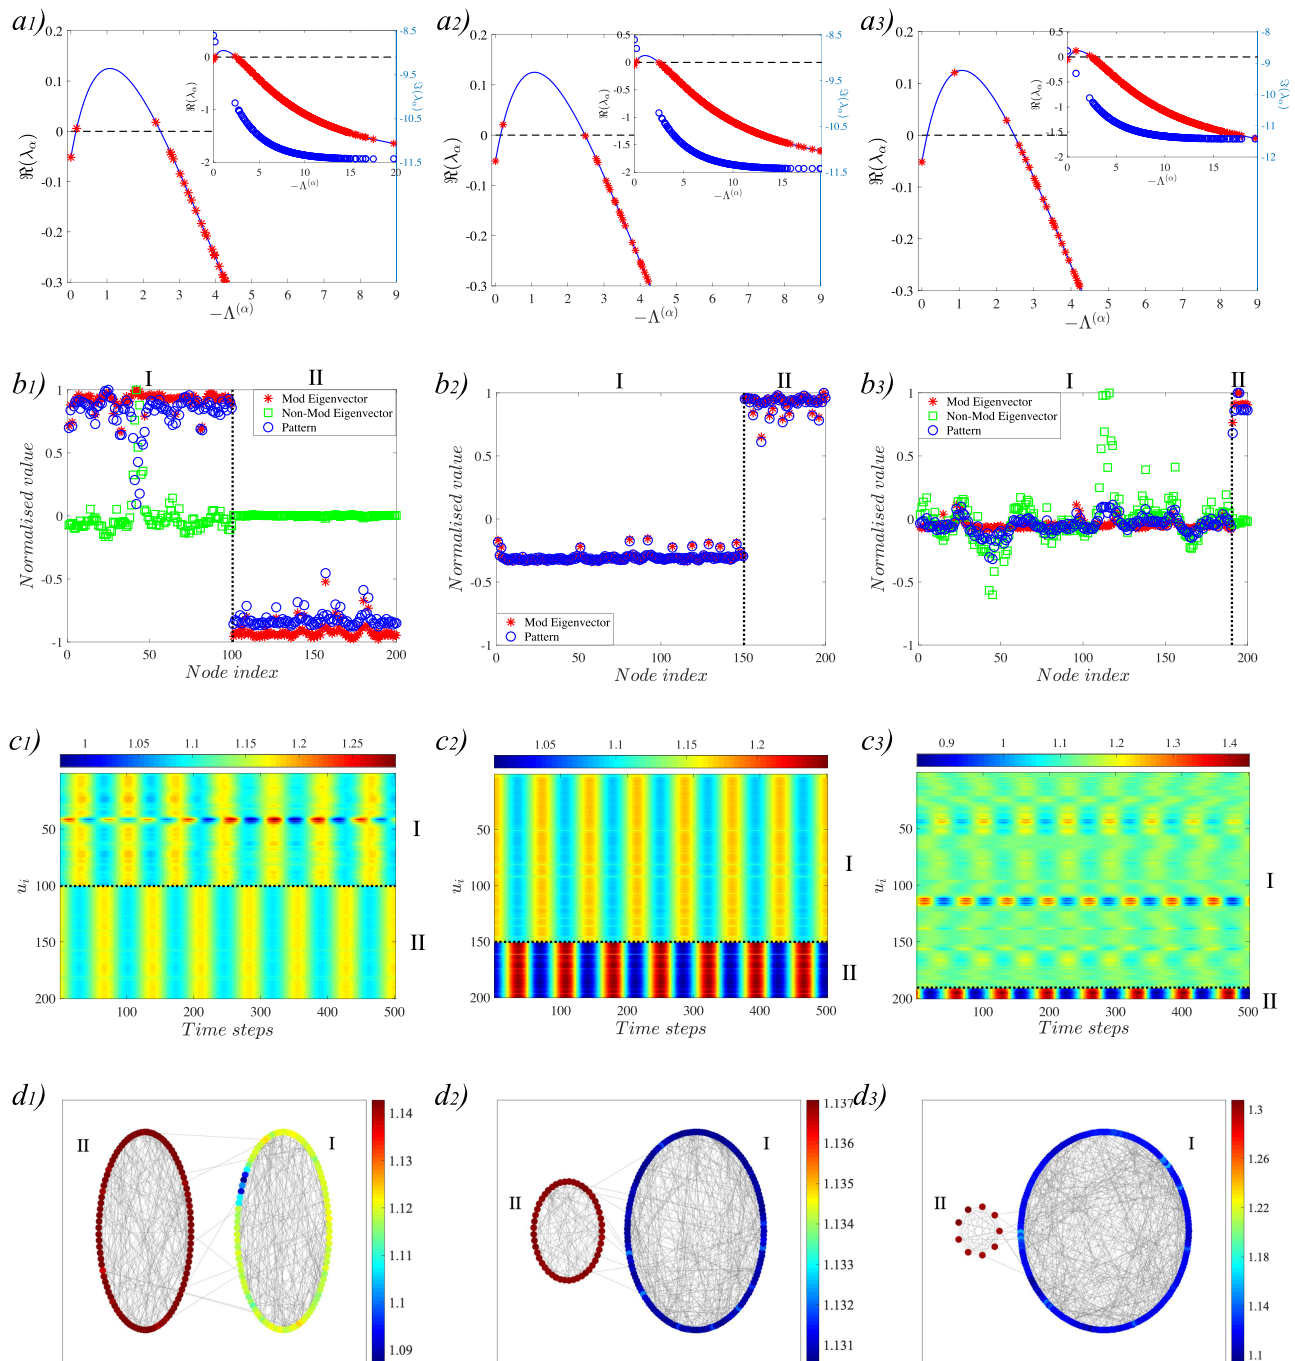 a1)
0.2
0.1
0
-0.1
-0.2
-0.3
ℜ(λα)
0 1 2 3 4 5 6 7 8 9
−Λ(α)
0.5
0
-1
-2
ℜ(λα)
0 5 10 15 20
−Λ(α)
-8.5
-9.5
-10.5
-11.5
ℑ(λα)
a2)
0.2
0.1
0
-0.1
-0.2
-0.3
ℜ(λα)
0 1 2 3 4 5 6 7 8 9
−Λ(α)
0.5
0
-0.5
-1
-1.5
-2
ℜ(λα)
0 5 10 15
−Λ(α)
-8.5
-9.5
-10.5
-11.5
ℑ(λα)
a3)
0.2
0.1
0
-0.1
-0.2
-0.3
ℜ(λα)
0 1 2 3 4 5 6 7 8 9
−Λ(α)
0.5
0
-0.5
-1
-1.5
-2
ℜ(λα)
0 5 10 15
−Λ(α)
-8
-9
-10
-11
-12
ℑ(λα)
b1)
I II
1
0.5
0
-0.5
-1
Normalised value
Mod Eigenvector
Non-Mod Eigenvector
Pattern
0 50 100 150 200
Node index
b2)
I II
1
0.5
0
-0.5
-1
Normalised value
Mod Eigenvector
Pattern
0 50 100 150 200
Node index
b3)
I II
1
0.5
0
-0.5
-1
Normalised value
Mod Eigenvector
Non-Mod Eigenvector
Pattern
0 50 100 150 200
Node index
c1)
1 1.05 1.1 1.15 1.2 1.25
50
100
150
200
ui
I
II
100 200 300 400 500
Time steps
c2)
1.05 1.1 1.15 1.2
50
100
150
200
I
II
100 200 300 400 500
Time steps
c3)
0.9 1 1.1 1.2 1.3 1.4
50
100
150
200
I
II
100 200 300 400 500
Time steps
d1)
II I
1.14
1.13
1.12
1.11
1.1
1.09
d2)
II I
1.137
1.136
1.135
1.134
1.133
1.132
1.131
d3)
II I
1.3
1.26
1.22
1.18
1.14
1.1